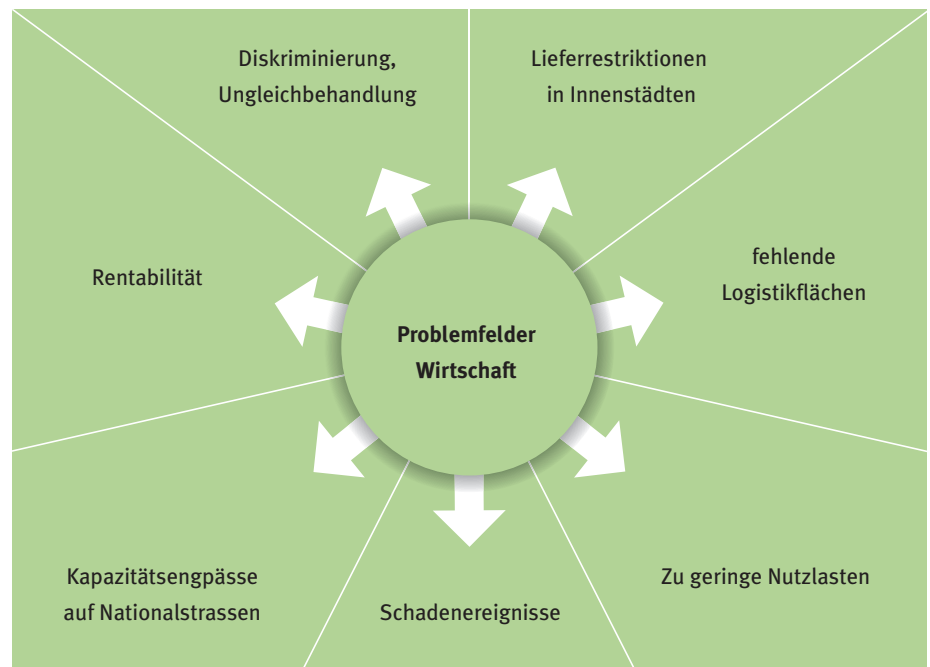 Diskriminierung,
Ungleichbehandlung
Lieferrestriktionen
in Innenstädten
Rentabilität
fehlende
Logistikflächen
Problemfelder
Wirtschaft
Kapazitätsengpässe
auf Nationalstrassen
Schadenereignisse
Zu geringe Nutzlasten